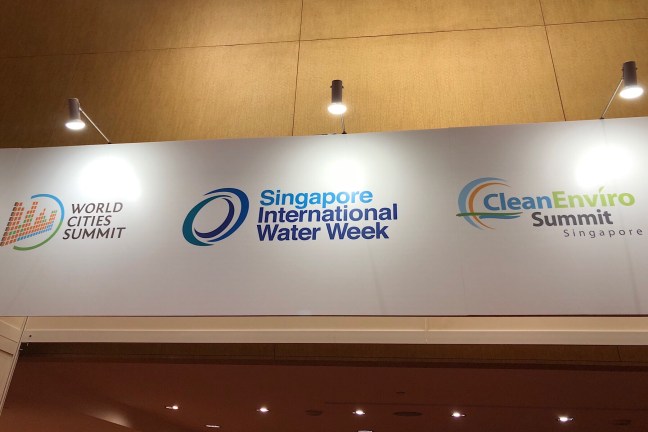 WORLD
CITIES
SUMMIT
Singapore
International
Water Week
CleanEnviro
Summit
Singapore